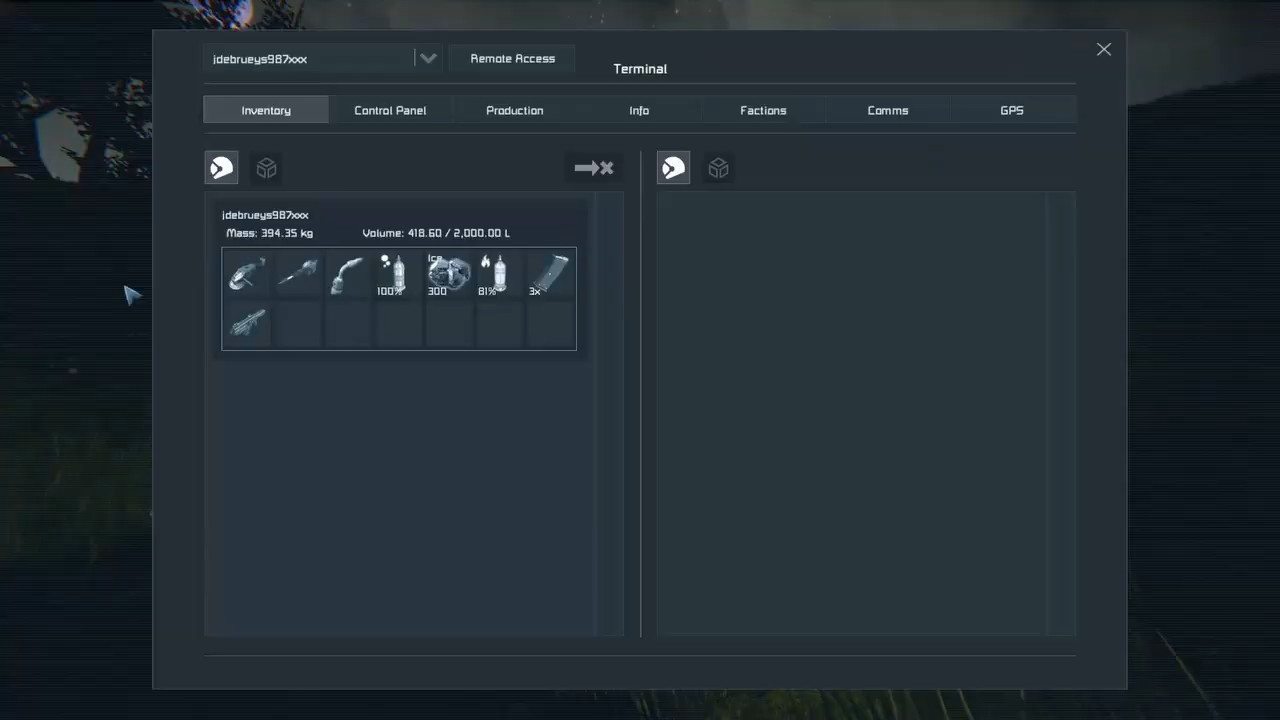 jdebrueys987xxx
Remote Access
Terminal
Inventory
Control Panel
Production
Info
Factions
Comms
GPS
jdebrueys987xxx
Mass: 394.35 kg
Volume: 418.60 / 2,000.00 L
Ice
100%
300
81%
3x